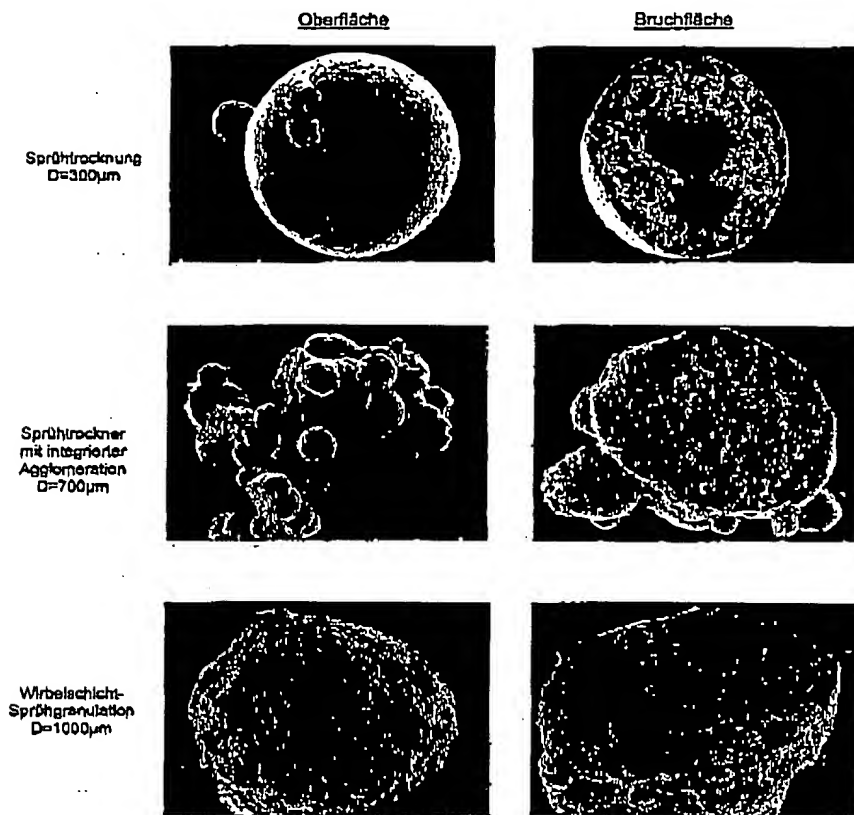 Oberfläche
Bruchfläche
Sprühtrocknung
D=300µm
Sprühtrockner
mit integrierter
Agglomeration
D=700µm
Wirbelschicht-
Sprühgranulation
D=1000µm